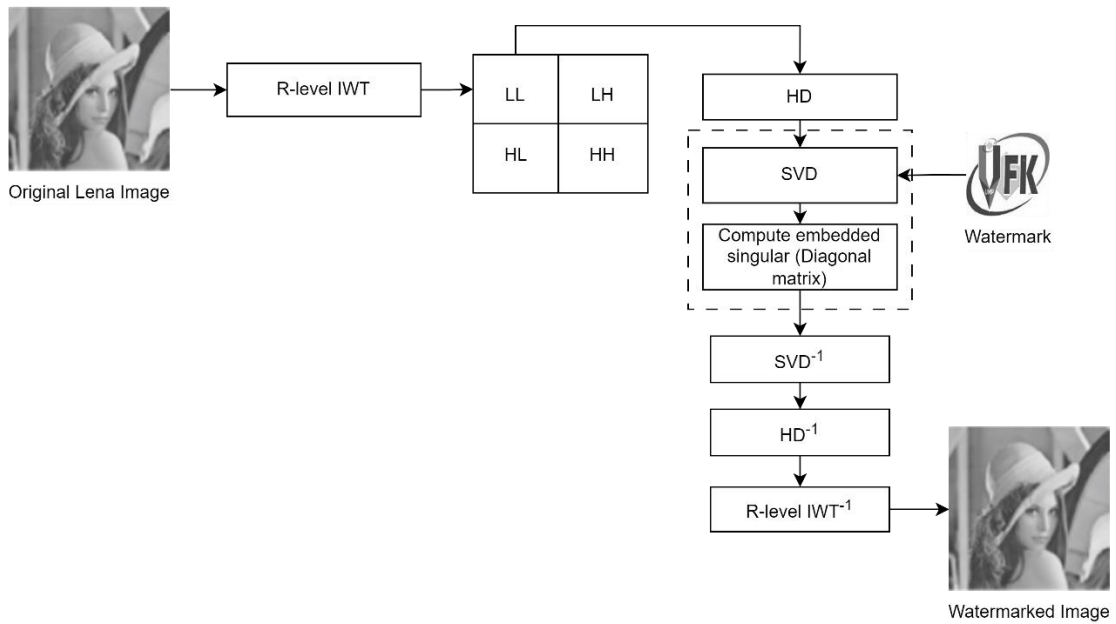 Original Lena Image
R-level IWT
LL
LH
HL
HH
HD
SVD
VFK
Watermark
Compute embedded
singular (Diagonal
matrix)
SVD-1
HD-1
R-level IWT-1
Watermarked Image